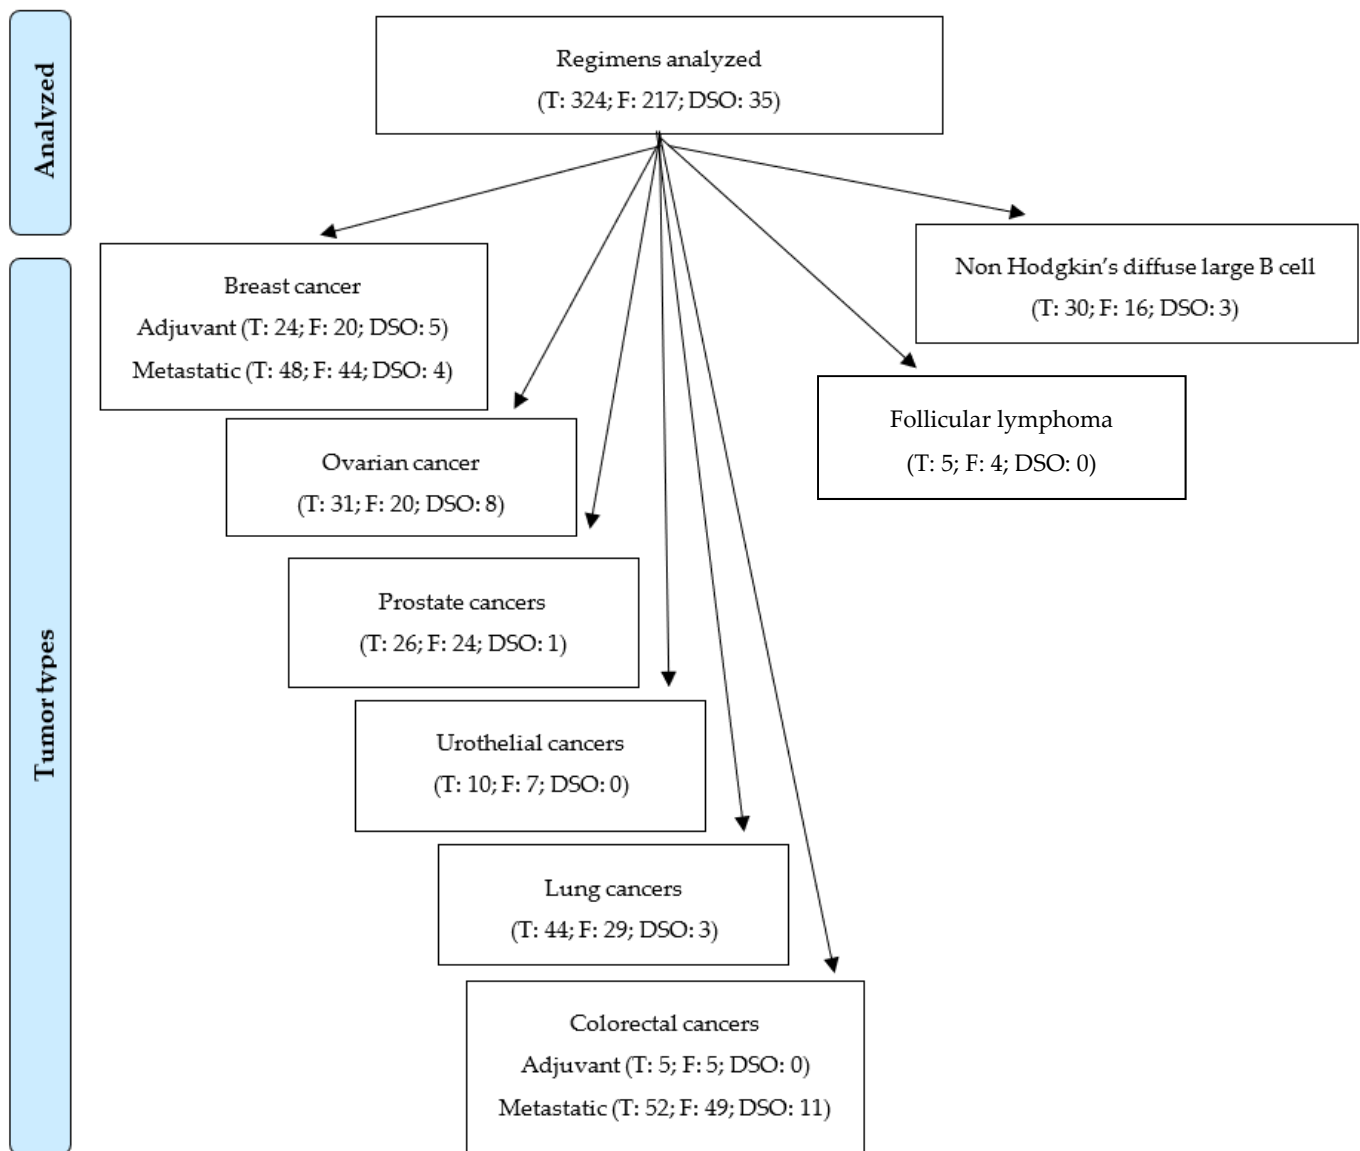 Analyzed
Regimens analyzed
(T: 324; F: 217; DSO: 35)
Tumor types
Breast cancer
Adjuvant (T: 24; F: 20; DSO: 5)
Metastatic (T: 48; F: 44; DSO: 4)
Non Hodgkin’s diffuse large B cell
(T: 30; F: 16; DSO: 3)
Follicular lymphoma
(T: 5; F: 4; DSO: 0)
Ovarian cancer
(T: 31; F: 20; DSO: 8)
Prostate cancers
(T: 26; F: 24; DSO: 1)
Urothelial cancers
(T: 10; F: 7; DSO: 0)
Lung cancers
(T: 44; F: 29; DSO: 3)
Colorectal cancers
Adjuvant (T: 5; F: 5; DSO: 0)
Metastatic (T: 52; F: 49; DSO: 11)